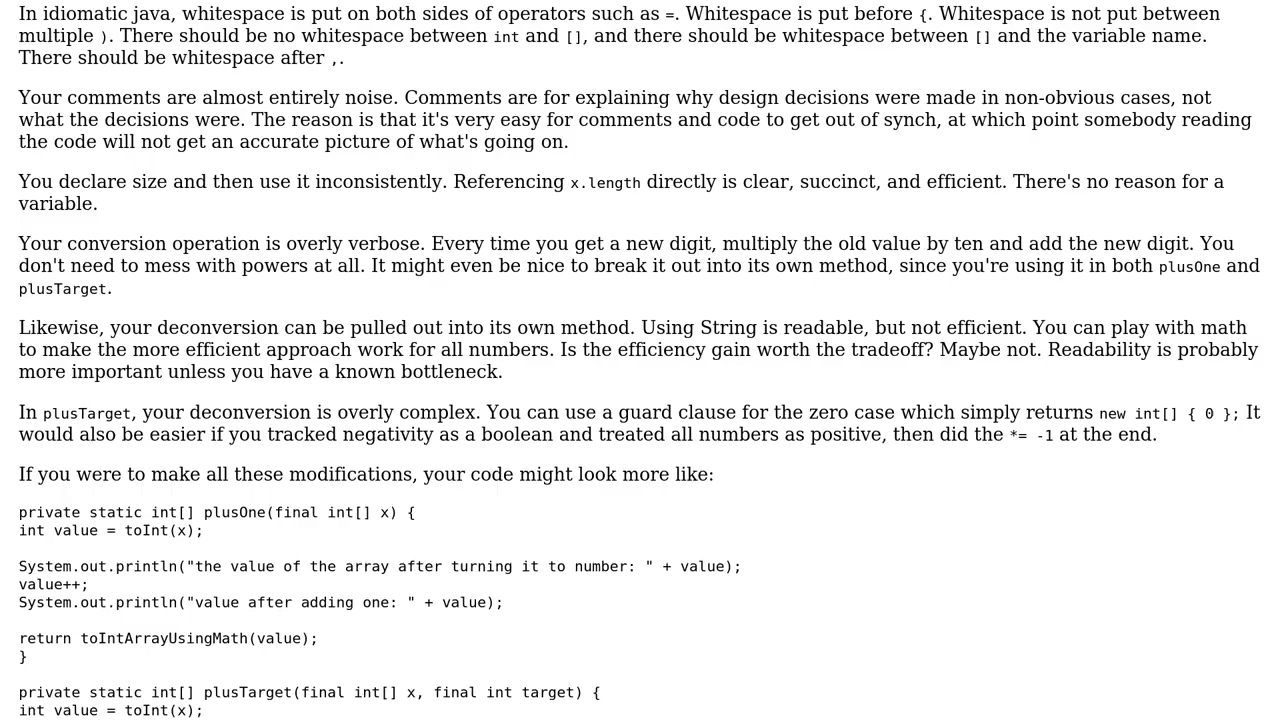 In idiomatic java, whitespace is put on both sides of operators such as =. Whitespace is put before {. Whitespace is not put between
multiple ). There should be no whitespace between int and [], and there should be whitespace between [] and the variable name.
There should be whitespace after ,.
Your comments are almost entirely noise. Comments are for explaining why design decisions were made in non-obvious cases, not
what the decisions were. The reason is that it's very easy for comments and code to get out of synch, at which point somebody reading
the code will not get an accurate picture of what's going on.
You declare size and then use it inconsistently. Referencing x.length directly is clear, succinct, and efficient. There's no reason for a
variable.
Your conversion operation is overly verbose. Every time you get a new digit, multiply the old value by ten and add the new digit. You
don't need to mess with powers at all. It might even be nice to break it out into its own method, since you're using it in both plusOne and
plusTarget.
Likewise, your deconversion can be pulled out into its own method. Using String is readable, but not efficient. You can play with math
to make the more efficient approach work for all numbers. Is the efficiency gain worth the tradeoff? Maybe not. Readability is probably
more important unless you have a known bottleneck.
In plusTarget, your deconversion is overly complex. You can use a guard clause for the zero case which simply returns new int[] { 0 }; It
would also be easier if you tracked negativity as a boolean and treated all numbers as positive, then did the *= -1 at the end.
If you were to make all these modifications, your code might look more like:
private static int[] plusOne(final int[] x) {
int value = toInt(x);
System.out.println("the value of the array after turning it to number: " + value);
value++;
System.out.println("value after adding one: " + value);
return toIntArrayUsingMath(value);
}
private static int[] plusTarget(final int[] x, final int target) {
int value = toInt(x);